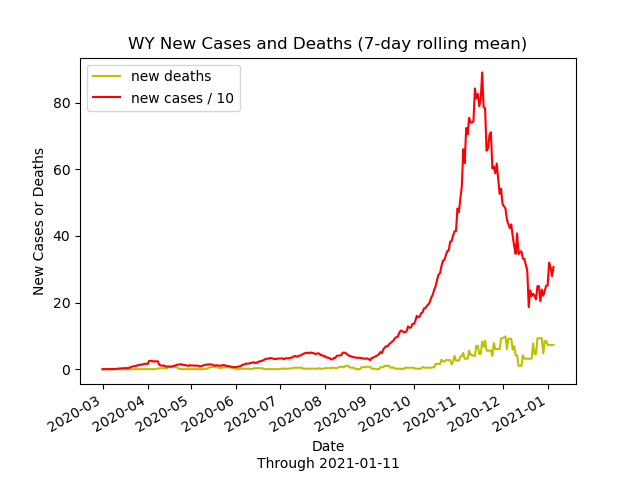 WY New Cases and Deaths (7-day rolling mean)
new deaths
new cases / 10
New Cases or Deaths
80
60
40
20
0
2020-03
2020-04
2020-05
2020-06
2020-07
2020-08
2020-09
2020-10
2020-11
2020-12
2021-01
Date
Through 2021-01-11